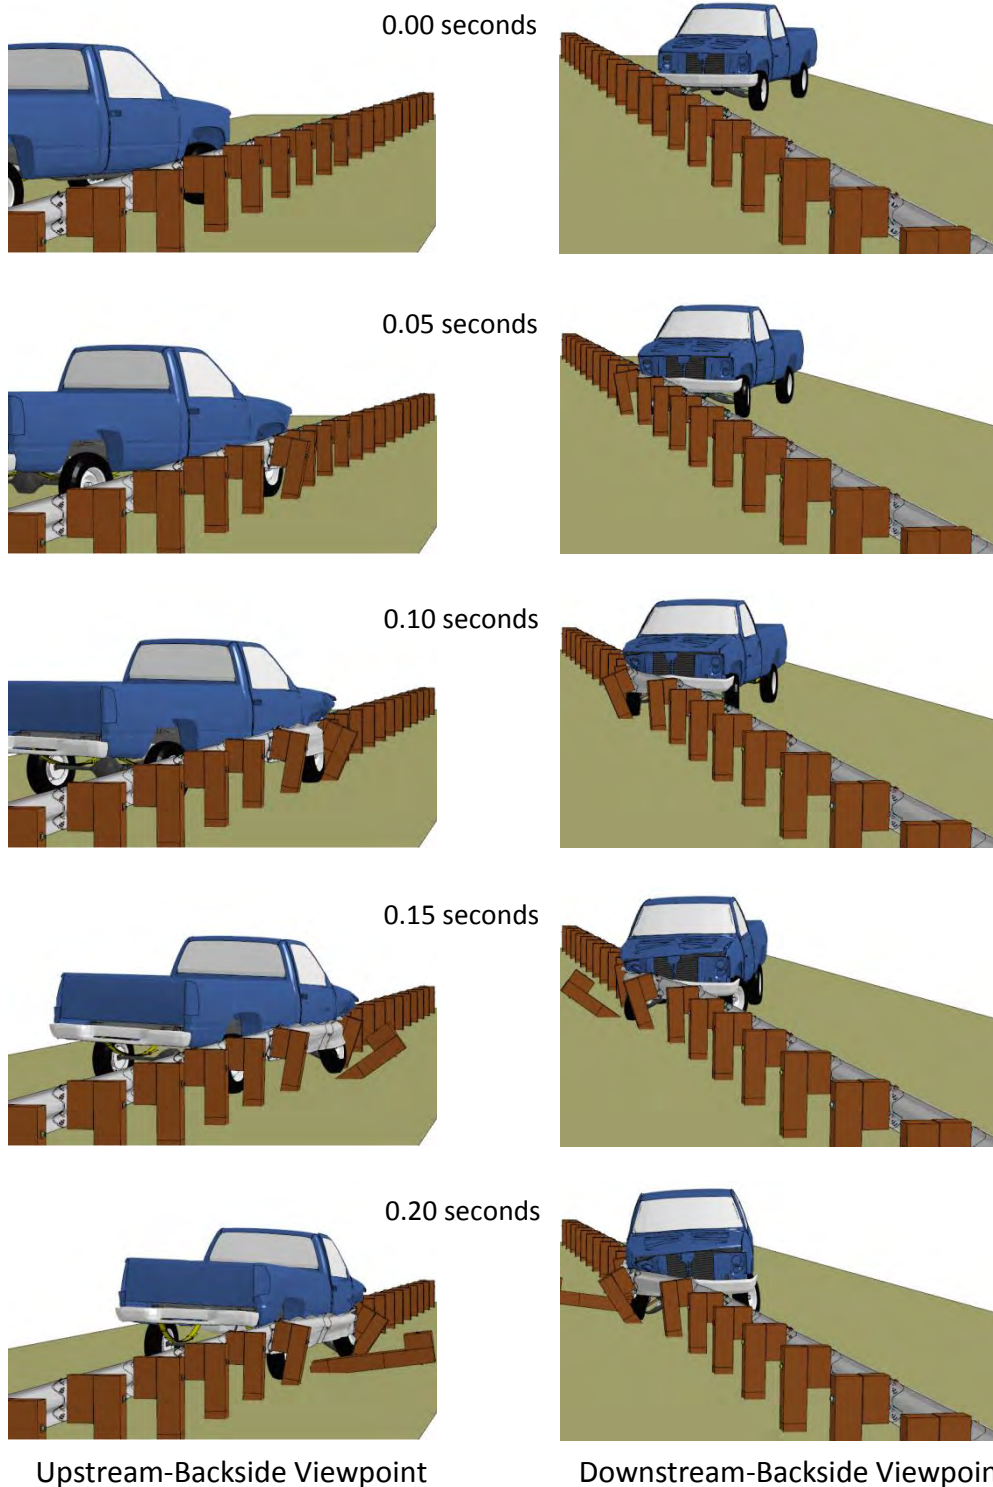 0.00 seconds
0.05 seconds
0.10 seconds
0.15 seconds
0.20 seconds
Upstream-Backside Viewpoint
Downstream-Backside Viewpoin